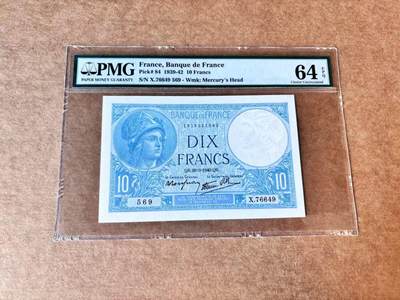 PMG
PAPER MONEY GUARANTY
France, Banque de France
Pick# 84 1939-42 10 Francs
S/N X.76649 569 - Wmk: Mercury's Head
64 EPQ
Choice Uncirculated
BANQUE DE FRANCE
DIX
FRANCS
10
10
569
X.76649